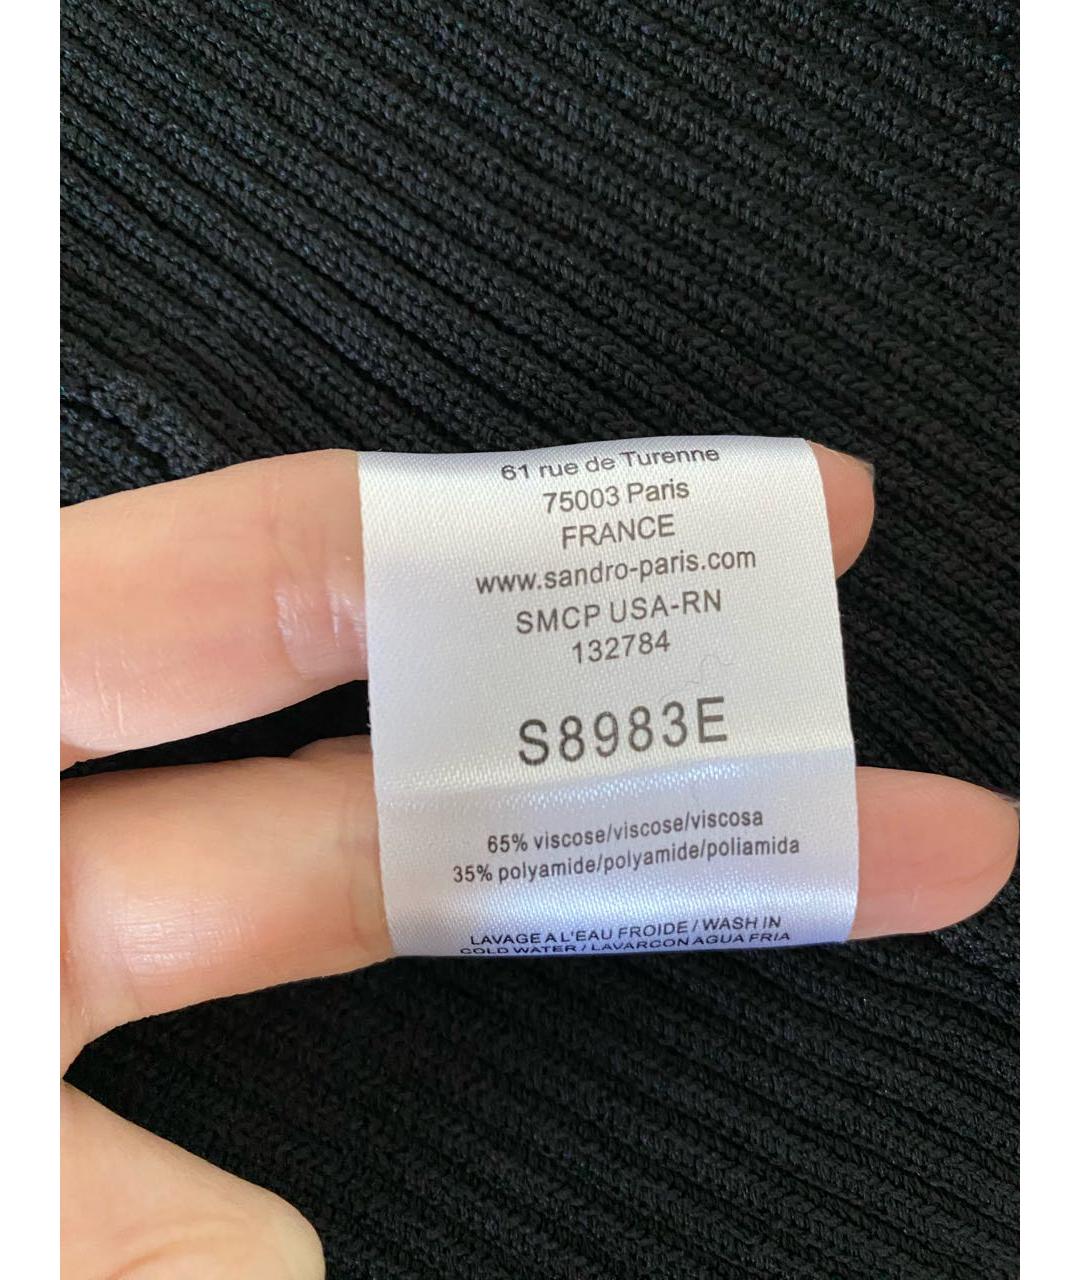 61 rue de Turenne
75003 Paris
FRANCE
www.sandro-paris.com
SMCP USA-RN
132784
S8983E
65% viscose/viscose/viscosa
35% polyamide/polyamide/poliamida
LAVAGE A L'EAU FROIDE / WASH IN
COLD WATER / LAVARCON AGUA FRIA